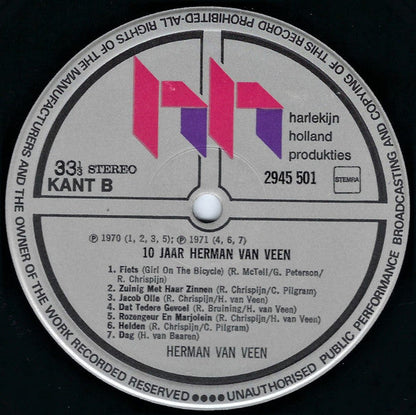 ALL RIGHTS OF THE MANUFACTURERS AND THE OWNER OF THE WORK RECORDED RESERVED ●●●● UNAUTHORISED PUBLIC PERFORMANCE BROADCASTING AND COPYING OF THIS RECORD PROHIBITED-
harlekijn
holland
produkties
33⅓ STEREO
KANT B
2945 501
STEMRA
Ⓟ 1970 (1, 2, 3, 5); Ⓟ 1971 (4, 6, 7)
10 JAAR HERMAN VAN VEEN
1. Fiets (Girl On The Bicycle) (R. McTell/G. Peterson/
R. Chrispijn)
2. Zuinig Met Haar Zinnen (R. Chrispijn/C. Pilgram)
3. Jacob Olle (R. Chrispijn/H. van Veen)
4. Dat Tedere Gevoel (R. Bruining/H. van Veen)
5. Rozengeur En Marjolein (R. Chrispijn/H. van Veen)
6. Helden (R. Chrispijn/C. Pilgram)
7. Dag (H. van Baaren)
HERMAN VAN VEEN